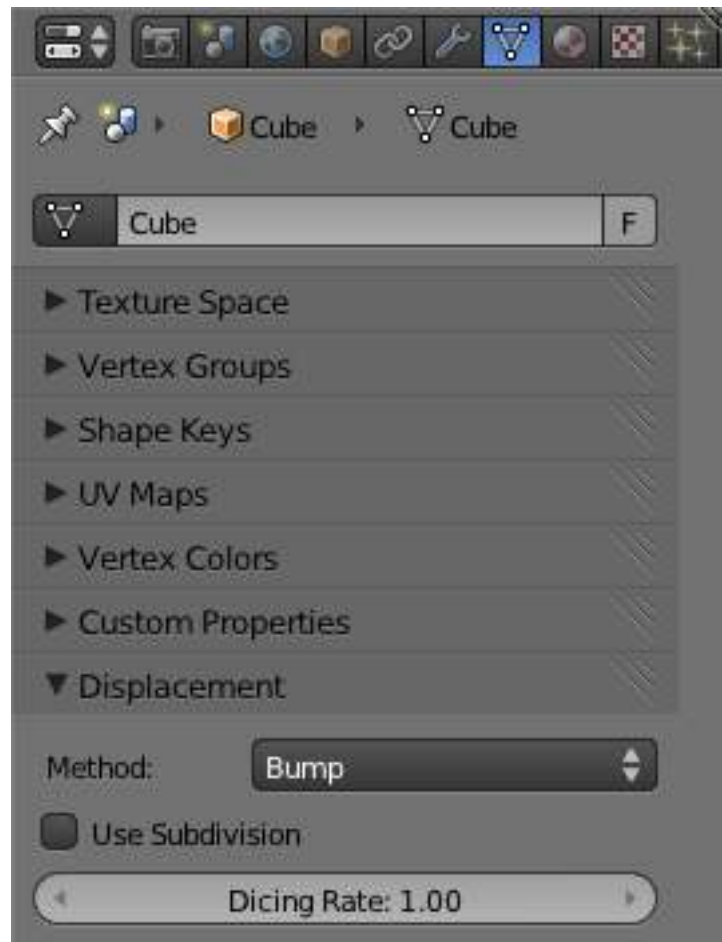 Cube Cube
Cube F
Texture Space
Vertex Groups
Shape Keys
UV Maps
Vertex Colors
Custom Properties
Displacement
Method: Bump
Use Subdivision
Dicing Rate: 1.00